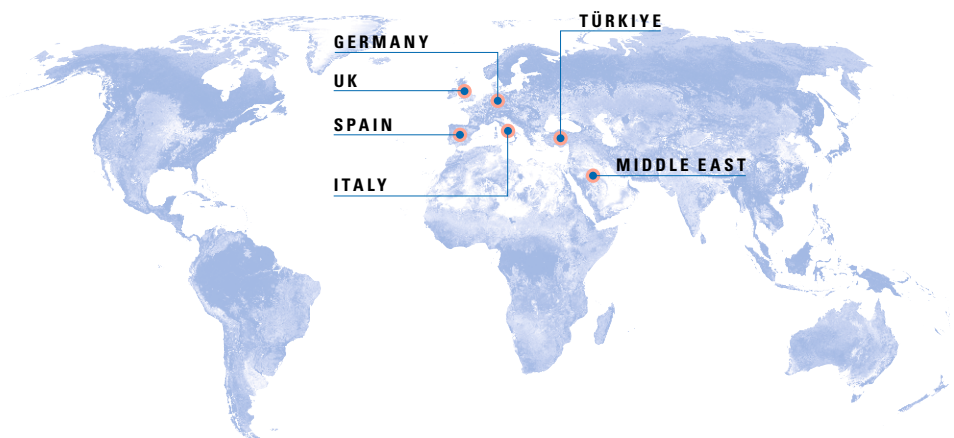 TÜRKIYE
GERMANY
UK
SPAIN
MIDDLE EAST
ITALY